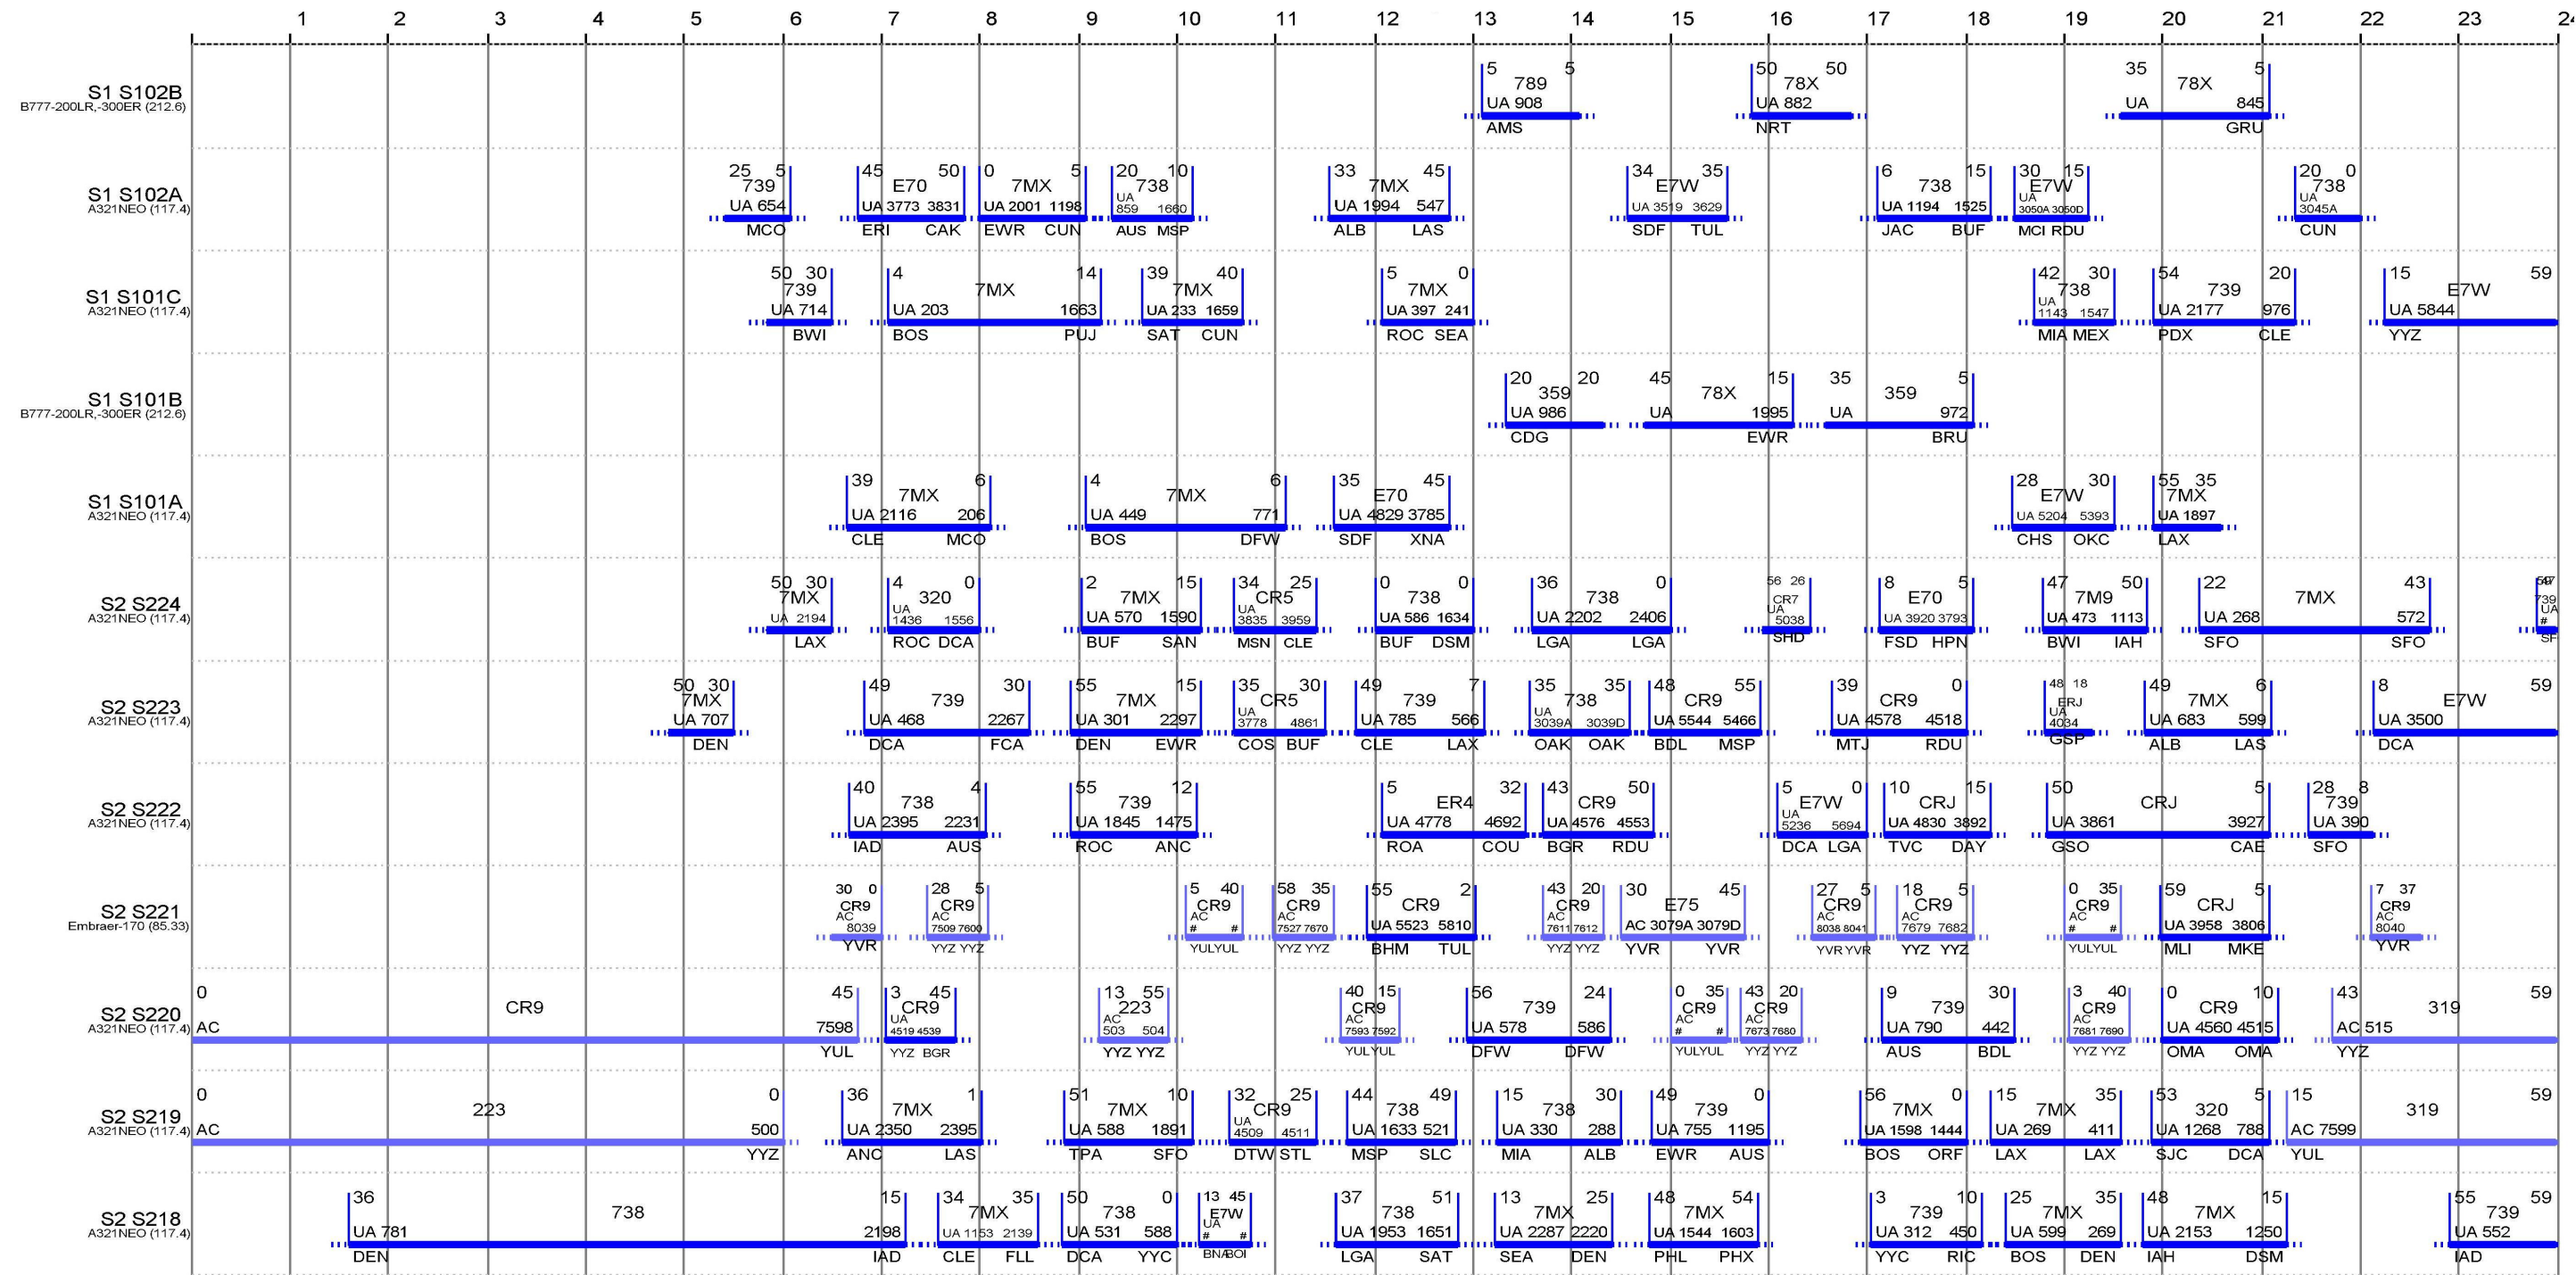 1 2 3 4 5 6 7 8 9 10 11 12 13 14 15 16 17 18 19 20 21 22 23 24
S1 S102B
B777-200LR,-300ER (212.6)
5 5 50 50 35 5
789 78X 78X
UA 908 UA 882 UA 845
AMS NRT GRU
S1 S102A
A321NEO (117.4)
25 5 45 50 0 5 20 10 33 45 34 35 6 15 30 15 20 0
739 E70 7MX 738 7MX E7W 738 E7W 738
UA 654 UA 3773 3831 UA 2001 1198 UA 859 1660 UA 1994 547 UA 3519 3629 UA 1194 1525 UA 3050A 3050D UA 3045A
MCO ERI CAK EWR CUN AUS MSP ALB LAS SDF TUL JAC BUF MCI RDU CUN
S1 S101C
A321NEO (117.4)
50 30 4 14 39 40 5 0 42 30 54 20 15 59
739 7MX 7MX 7MX 738 739 E7W
UA 714 UA 203 1663 UA 233 1659 UA 397 241 UA 1143 1547 UA 2177 976 UA 5844
BWI BOS PUJ SAT CUN ROC SEA MIA MEX PDX CLE YYZ
S1 S101B
B777-200LR,-300ER (212.6)
20 20 45 15 35 5
359 78X 359
UA 986 UA 1995 UA 972
CDG EWR BRU
S1 S101A
A321NEO (117.4)
39 6 4 6 35 45 28 30 55 35
7MX 7MX E70 E7W 7MX
UA 2116 206 UA 449 771 UA 4829 3785 UA 5204 5393 UA 1897
CLE MCO BOS DFW SDF XNA CHS OKC LAX
S2 S224
A321NEO (117.4)
50 30 4 0 2 15 34 25 0 0 36 0 56 26 8 5 47 50 22 43
7MX 320 7MX CR5 738 738 CR7 E70 7M9 7MX 739
UA 2194 UA 1436 1556 UA 570 1590 UA 3835 3959 UA 586 1634 UA 2202 2406 UA 5038 UA 3920 3793 UA 473 1113 UA 268 572 UA #
LAX ROC DCA BUF SAN MSN CLE BUF DSM LGA LGA SHD FSD HPN BWI IAH SFO SFO SF
S2 S223
A321NEO (117.4)
50 30 49 30 55 15 35 30 49 7 35 35 48 55 39 0 48 18 49 6 8 59
7MX 739 7MX CR5 739 738 CR9 CR9 ERJ 7MX E7W
UA 707 UA 468 2267 UA 301 2297 UA 3778 4861 UA 785 566 UA 3039A 3039D UA 5544 5466 UA 4578 4518 UA 4034 UA 683 599 UA 3500
DEN DCA FCA DEN EWR COS BUF CLE LAX OAK OAK BDL MSP MTJ RDU GSP ALB LAS DCA
S2 S222
A321NEO (117.4)
40 4 55 12 5 32 43 50 5 0 10 15 50 5 28 8
738 739 ER4 CR9 E7W CRJ CRJ 739
UA 2395 2231 UA 1845 1475 UA 4778 4692 UA 4576 4553 UA 5236 5694 UA 4830 3892 UA 3861 3927 UA 390
IAD AUS ROC ANC ROA COU BGR RDU DCA LGA TVC DAY GSO CAE SFO
S2 S221
Embraer-170 (85.33)
30 0 28 5 5 40 58 35 55 2 43 20 30 45 27 5 18 5 0 35 59 5 7 37
CR9 CR9 CR9 CR9 CR9 CR9 E75 CR9 CR9 CR9 CRJ CR9
AC 8039 AC 7509 7600 AC # # AC 7527 7670 UA 5523 5810 AC 7611 7612 AC 3079A 3079D AC 8038 8041 AC 7679 7682 AC # # UA 3958 3806 AC 8040
YVR YYZ YYZ YUL YUL YYZ YYZ BHM TUL YYZ YYZ YVR YVR YVR YVR YYZ YYZ YUL YUL MLI MKE YVR
S2 S220
A321NEO (117.4)
0 45 3 45 13 55 40 15 56 24 0 35 43 20 9 30 3 40 0 10 43 59
CR9 CR9 223 CR9 739 CR9 CR9 739 CR9 CR9 319
AC 7598 UA 4519 4539 AC 503 504 AC 7593 7592 UA 578 586 AC # # AC 7673 7680 UA 790 442 AC 7681 7690 UA 4560 4515 AC 515
YUL YYZ BGR YYZ YYZ YUL YUL DFW DFW YUL YUL YYZ YYZ AUS BDL YYZ YYZ OMA OMA YYZ
S2 S219
A321NEO (117.4)
0 0 36 1 51 10 32 25 44 49 15 30 49 0 56 0 15 35 53 5 15 59
223 7MX 7MX CR9 738 738 739 7MX 7MX 320 319
AC 500 UA 2350 2395 UA 588 1891 UA 4509 4511 UA 1633 521 UA 330 288 UA 755 1195 UA 1598 1444 UA 269 411 UA 1268 788 AC 7599
YYZ ANC LAS TPA SFO DTW STL MSP SLC MIA ALB EWR AUS BOS ORF LAX LAX SJC DCA YUL
S2 S218
A321NEO (117.4)
36 15 34 35 50 0 13 45 37 51 13 25 48 54 3 10 25 35 48 15 55 59
738 7MX 738 E7W 738 7MX 7MX 739 7MX 7MX 739
UA 781 2198 UA 1153 2139 UA 531 588 UA # # UA 1953 1651 UA 2287 2220 UA 1544 1603 UA 312 450 UA 599 269 UA 2153 1250 UA 552
DEN IAD CLE FLL DCA YYC BNA BOI LGA SAT SEA DEN PHL PHX YYC RIC BOS DEN IAH DSM IAD